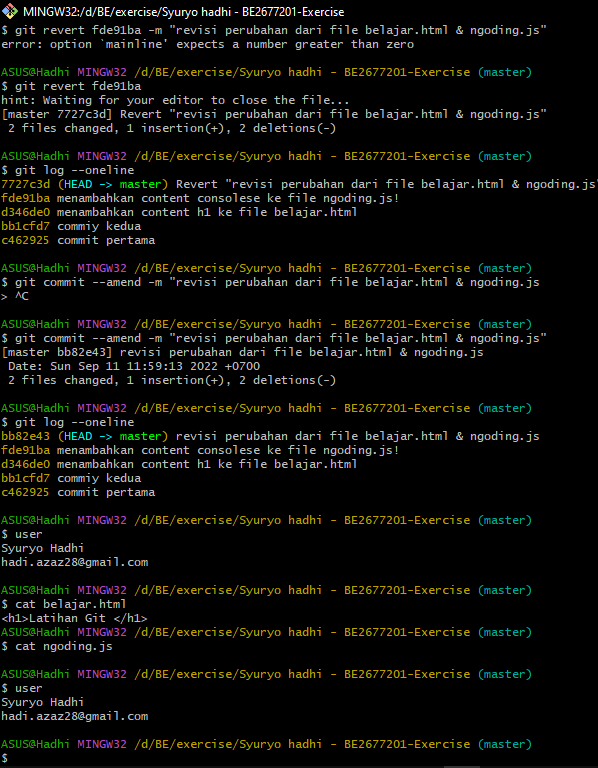 MINGW32:/d/BE/exercise/Syuryo hadhi - BE2677201-Exercise
$ git revert fde91ba -m "revisi perubahan dari file belajar.html & ngoding.js"
error: option `mainline' expects a number greater than zero
ASUS@Hadhi MINGW32 /d/BE/exercise/Syuryo hadhi - BE2677201-Exercise (master)
$ git revert fde91ba
hint: Waiting for your editor to close the file...
[master 7727c3d] Revert "revisi perubahan dari file belajar.html & ngoding.js"
 2 files changed, 1 insertion(+), 2 deletions(-)
ASUS@Hadhi MINGW32 /d/BE/exercise/Syuryo hadhi - BE2677201-Exercise (master)
$ git log --oneline
7727c3d (HEAD -> master) Revert "revisi perubahan dari file belajar.html & ngoding.js"
fde91ba menambahkan content consolese ke file ngoding.js!
d346de0 menambahkan content h1 ke file belajar.html
bb1cfd7 commiy kedua
c462925 commit pertama
ASUS@Hadhi MINGW32 /d/BE/exercise/Syuryo hadhi - BE2677201-Exercise (master)
$ git commit --amend -m "revisi perubahan dari file belajar.html & ngoding.js
> ^C
ASUS@Hadhi MINGW32 /d/BE/exercise/Syuryo hadhi - BE2677201-Exercise (master)
$ git commit --amend -m "revisi perubahan dari file belajar.html & ngoding.js"
[master bb82e43] revisi perubahan dari file belajar.html & ngoding.js
 Date: Sun Sep 11 11:59:13 2022 +0700
 2 files changed, 1 insertion(+), 2 deletions(-)
ASUS@Hadhi MINGW32 /d/BE/exercise/Syuryo hadhi - BE2677201-Exercise (master)
$ git log --oneline
bb82e43 (HEAD -> master) revisi perubahan dari file belajar.html & ngoding.js
fde91ba menambahkan content consolese ke file ngoding.js!
d346de0 menambahkan content h1 ke file belajar.html
bb1cfd7 commiy kedua
c462925 commit pertama
ASUS@Hadhi MINGW32 /d/BE/exercise/Syuryo hadhi - BE2677201-Exercise (master)
$ user
Syuryo Hadhi
hadi.azaz28@gmail.com
ASUS@Hadhi MINGW32 /d/BE/exercise/Syuryo hadhi - BE2677201-Exercise (master)
$ cat belajar.html
<h1>Latihan Git </h1>
ASUS@Hadhi MINGW32 /d/BE/exercise/Syuryo hadhi - BE2677201-Exercise (master)
$ cat ngoding.js
ASUS@Hadhi MINGW32 /d/BE/exercise/Syuryo hadhi - BE2677201-Exercise (master)
$ user
Syuryo Hadhi
hadi.azaz28@gmail.com
ASUS@Hadhi MINGW32 /d/BE/exercise/Syuryo hadhi - BE2677201-Exercise (master)
$